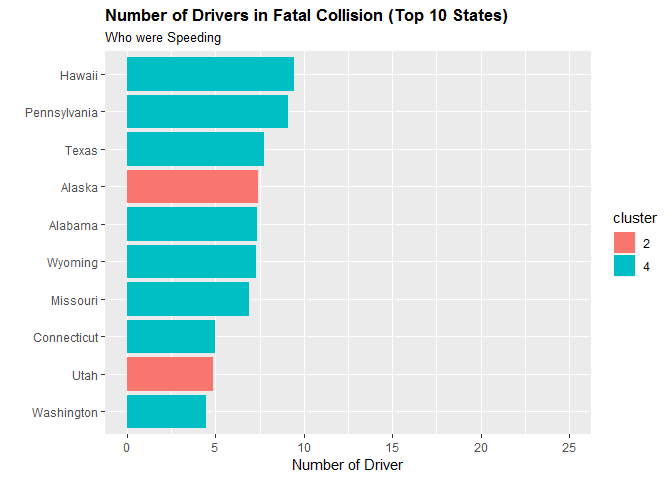 Number of Drivers in Fatal Collision (Top 10 States)
Who were Speeding
Hawaii
Pennsylvania
Texas
Alaska
Alabama
Wyoming
Missouri
Connecticut
Utah
Washington
0 5 10 15 20 25
Number of Driver
cluster
2
4